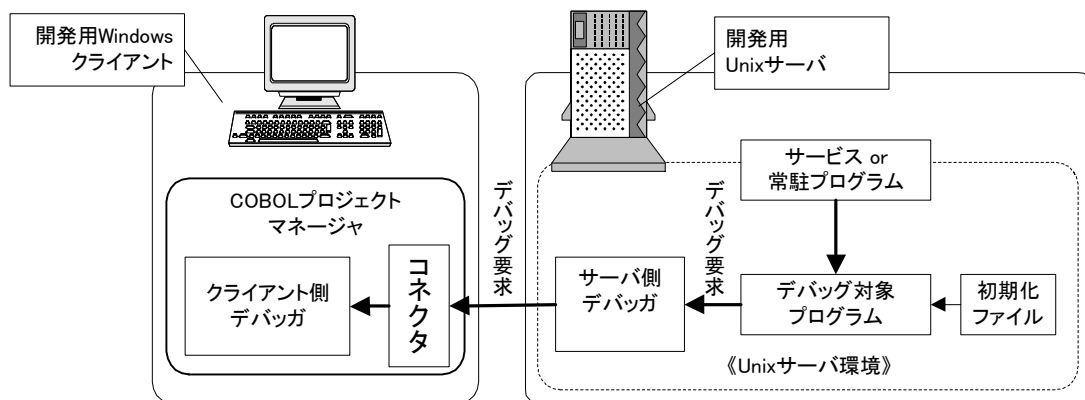 開発用Windows
クライアント
開発用
Unixサーバ
サービス or
常駐プログラム
COBOLプロジェクト
マネージャ
デバッグ要求
デバッグ要求
コネクタ
クライアント側
デバッガ
サーバ側
デバッガ
デバッグ対象
プログラム
初期化
ファイル
《Unixサーバ環境》